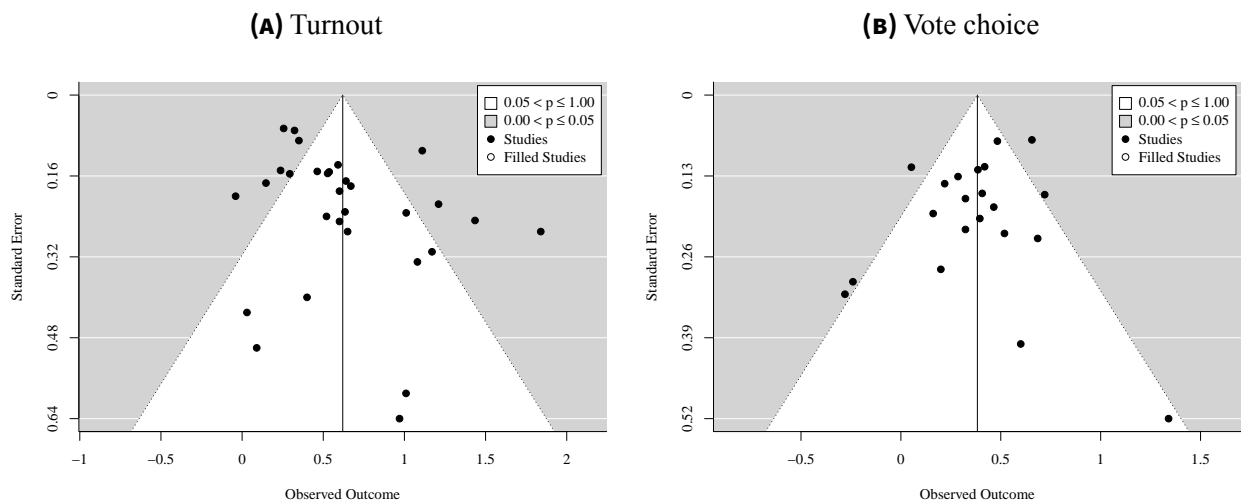 (A) Turnout
0.05 < p ≤ 1.00
0.00 < p ≤ 0.05
Studies
Filled Studies
Standard Error
0
0.16
0.32
0.48
0.64
−1
−0.5
0
0.5
1
1.5
2
Observed Outcome
(B) Vote choice
0.05 < p ≤ 1.00
0.00 < p ≤ 0.05
Studies
Filled Studies
Standard Error
0
0.13
0.26
0.39
0.52
−0.5
0
0.5
1
1.5
Observed Outcome